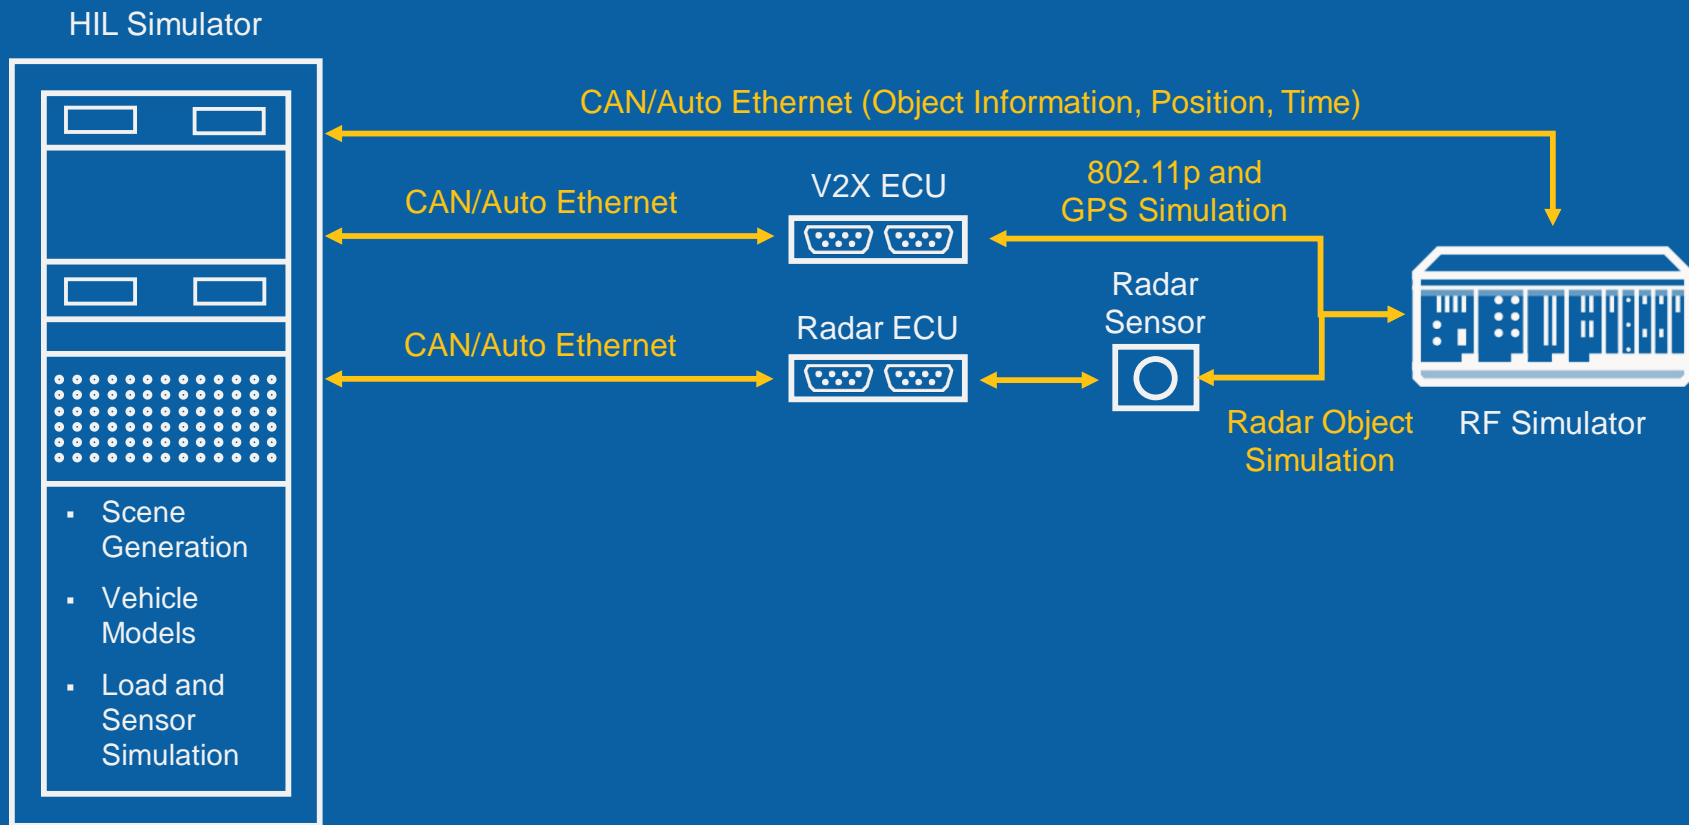 HIL Simulator
CAN/Auto Ethernet (Object Information, Position, Time)
CAN/Auto Ethernet
V2X ECU
802.11p and
GPS Simulation
CAN/Auto Ethernet
Radar ECU
Radar
Sensor
Radar Object
Simulation
RF Simulator
▪ Scene
Generation
▪ Vehicle
Models
▪ Load and
Sensor
Simulation